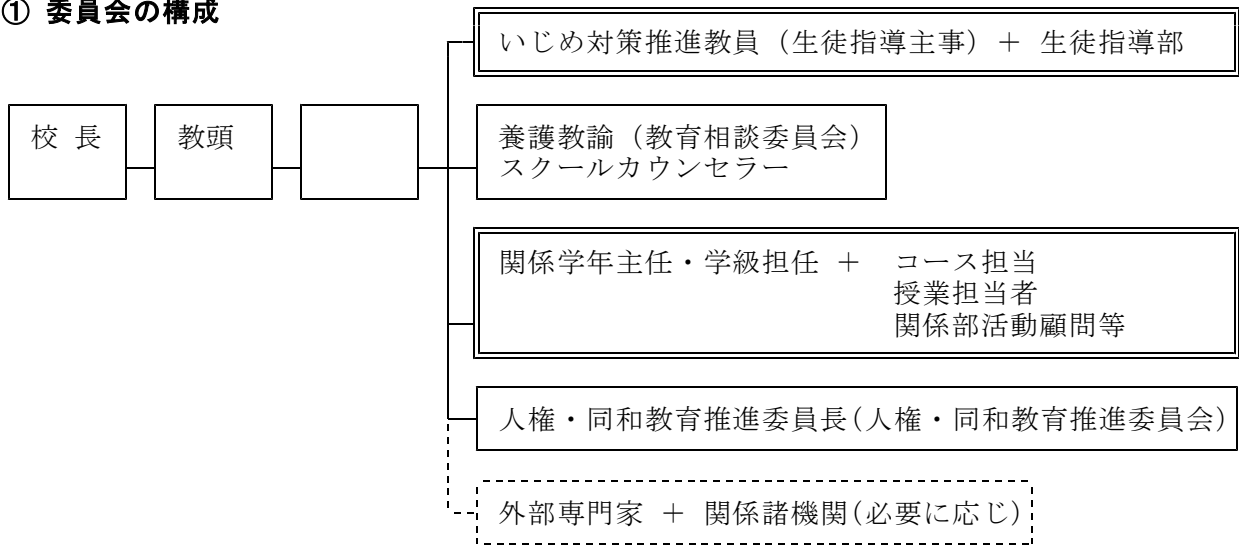 ① 委員会の構成
いじめ対策推進教員（生徒指導主事）＋ 生徒指導部
校 長
教頭
養護教諭（教育相談委員会）
スクールカウンセラー
関係学年主任・学級担任 ＋ コース担当
授業担当者
関係部活動顧問等
人権・同和教育推進委員長(人権・同和教育推進委員会)
外部専門家 ＋ 関係諸機関(必要に応じ)